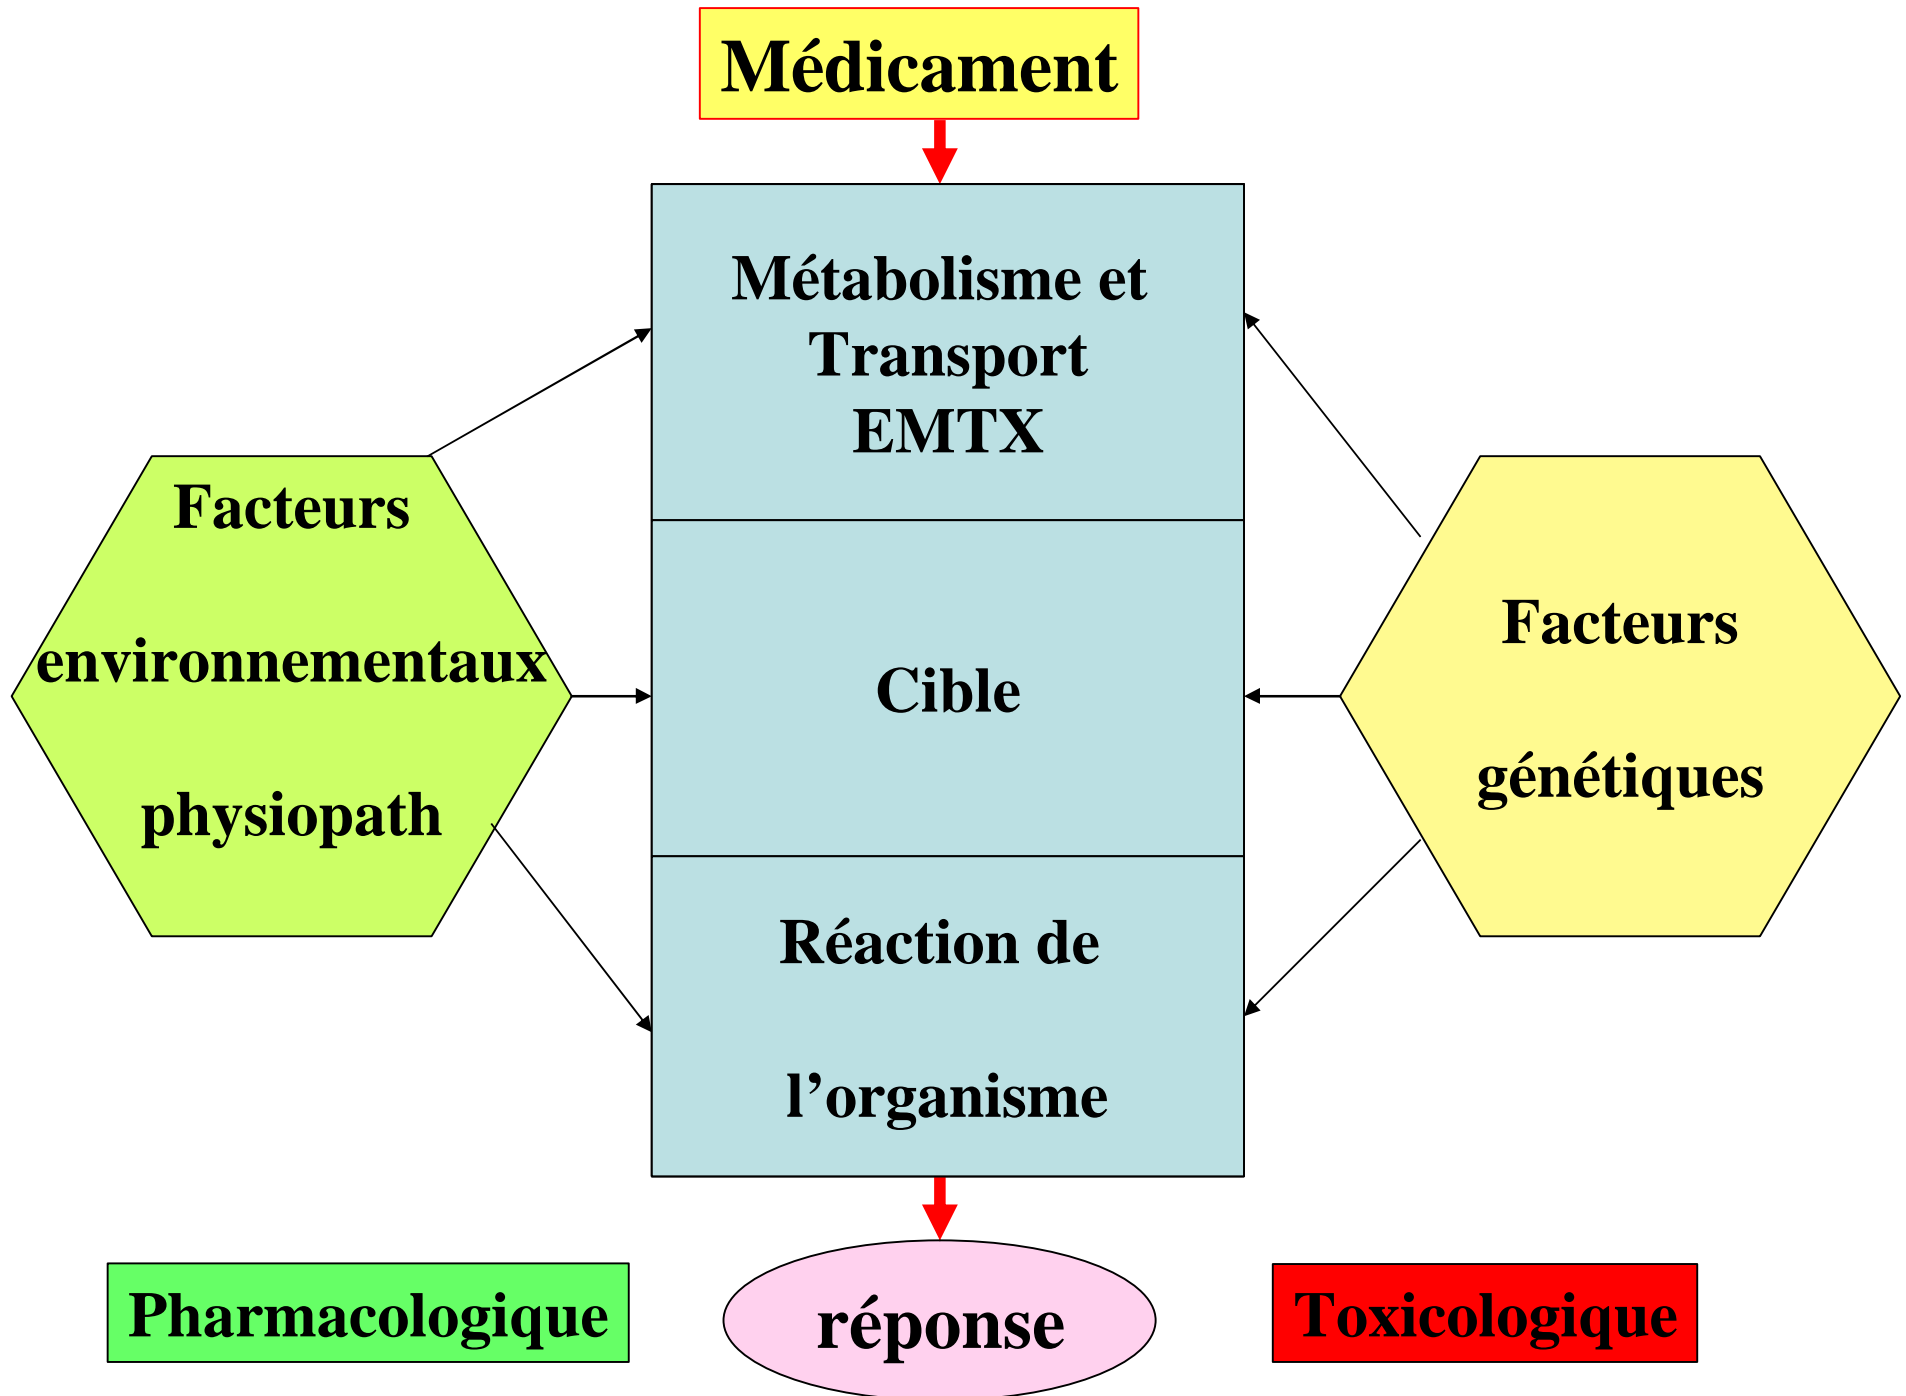 Médicament
Métabolisme et
Transport
EMTX
Facteurs
environnementaux
physiopath
Cible
Facteurs
génétiques
Réaction de
l’organisme
Pharmacologique
réponse
Toxicologique